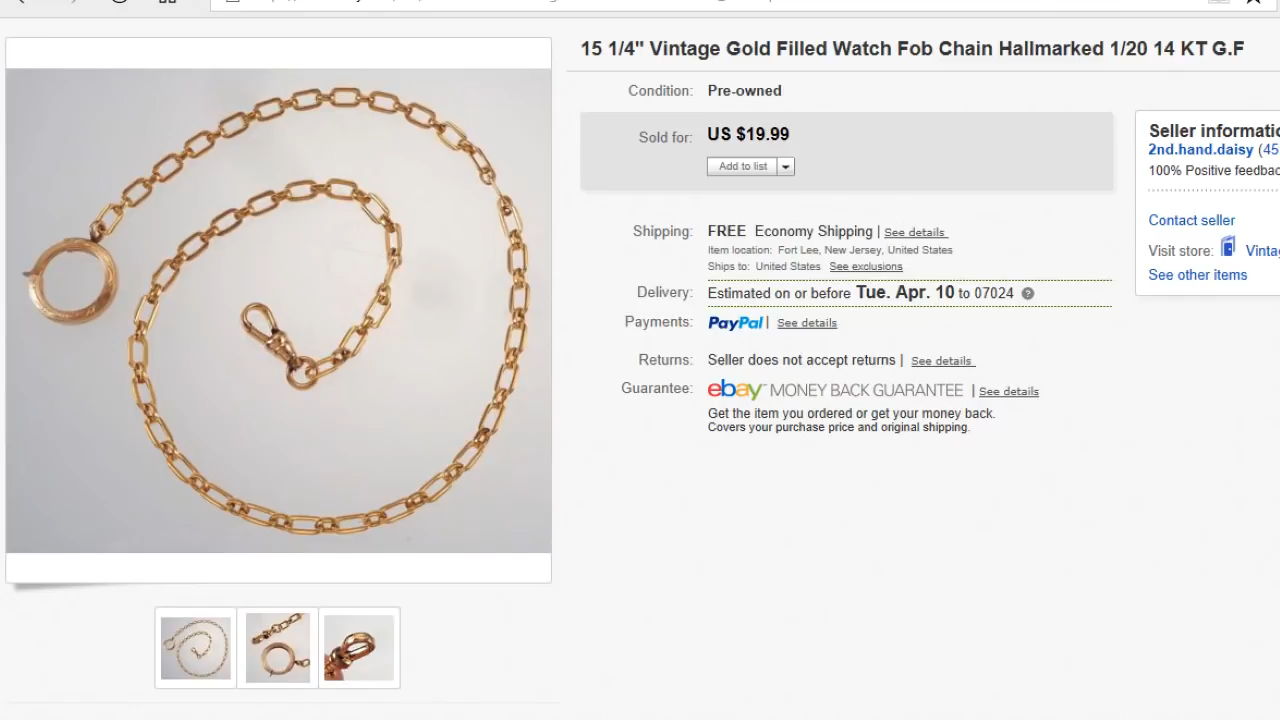 15 1/4" Vintage Gold Filled Watch Fob Chain Hallmarked 1/20 14 KT G.F
Condition: Pre-owned
Sold for: US $19.99
Add to list
Shipping: FREE Economy Shipping | See details
Item location: Fort Lee, New Jersey, United States
Ships to: United States See exclusions
Delivery: Estimated on or before Tue. Apr. 10 to 07024 ?
Payments: PayPal | See details
Returns: Seller does not accept returns | See details
Guarantee: ebay MONEY BACK GUARANTEE | See details
Get the item you ordered or get your money back.
Covers your purchase price and original shipping.
Seller informatio
2nd.hand.daisy (45
100% Positive feedbac
Contact seller
Visit store: Vinta
See other items